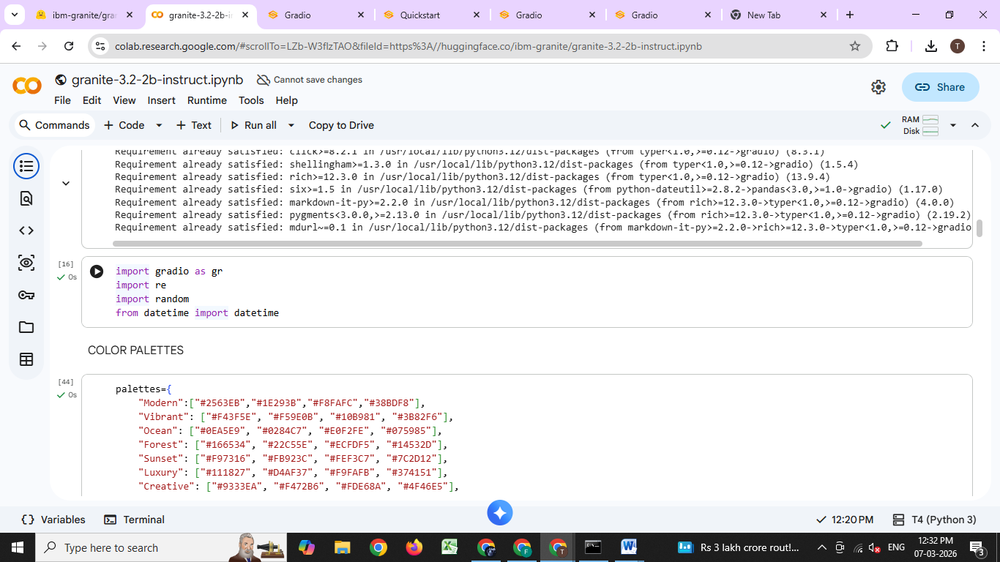 ibm-granite/gran
granite-3.2-2b-in
Gradio
Quickstart
Gradio
Gradio
New Tab
colab.research.google.com/#scrollTo=LZb-W3flzTAO&fileId=https%3A//huggingface.co/ibm-granite/granite-3.2-2b-instruct.ipynb
T
granite-3.2-2b-instruct.ipynb
Cannot save changes
File Edit View Insert Runtime Tools Help
Share
Commands + Code + Text Run all Copy to Drive
RAM
Disk
Requirement already satisfied: click>=8.2.1 in /usr/local/lib/python3.12/dist-packages (from typer<1.0,>=0.12->gradio) (8.3.1)
Requirement already satisfied: shellingham>=1.3.0 in /usr/local/lib/python3.12/dist-packages (from typer<1.0,>=0.12->gradio) (1.5.4)
Requirement already satisfied: rich>=12.3.0 in /usr/local/lib/python3.12/dist-packages (from typer<1.0,>=0.12->gradio) (13.9.4)
Requirement already satisfied: six>=1.5 in /usr/local/lib/python3.12/dist-packages (from python-dateutil>=2.8.2->pandas<3.0,>=1.0->gradio) (1.17.0)
Requirement already satisfied: markdown-it-py>=2.2.0 in /usr/local/lib/python3.12/dist-packages (from rich>=12.3.0->typer<1.0,>=0.12->gradio) (4.0.0)
Requirement already satisfied: pygments<3.0.0,>=2.13.0 in /usr/local/lib/python3.12/dist-packages (from rich>=12.3.0->typer<1.0,>=0.12->gradio) (2.19.2)
Requirement already satisfied: mdurl~=0.1 in /usr/local/lib/python3.12/dist-packages (from markdown-it-py>=2.2.0->rich>=12.3.0->typer<1.0,>=0.12->gradio
[16]
0s
import gradio as gr
import re
import random
from datetime import datetime
COLOR PALETTES
[44]
0s
palettes={
"Modern":["#2563EB","#1E293B","#F8FAFC","#38BDF8"],
"Vibrant": ["#F43F5E", "#F59E0B", "#10B981", "#3B82F6"],
"Ocean": ["#0EA5E9", "#0284C7", "#E0F2FE", "#075985"],
"Forest": ["#166534", "#22C55E", "#ECFDF5", "#14532D"],
"Sunset": ["#F97316", "#FB923C", "#FEF3C7", "#7C2D12"],
"Luxury": ["#111827", "#D4AF37", "#F9FAFB", "#374151"],
"Creative": ["#9333EA", "#F472B6", "#FDE68A", "#4F46E5"],
Variables Terminal
12:20 PM T4 (Python 3)
Type here to search
Rs 3 lakh crore rout!...
ENG
12:32 PM
07-03-2026
3